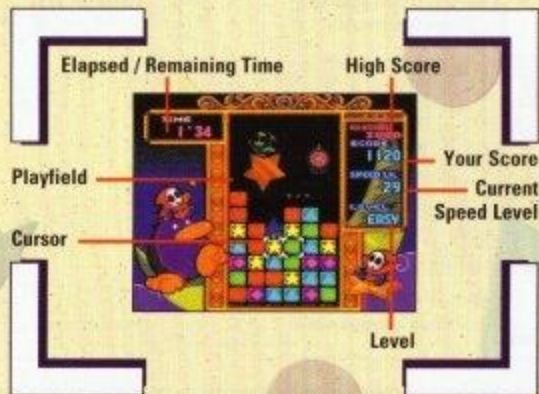 Elapsed / Remaining Time
High Score
TIME
1'34
SCORE
1120
Your Score
SPEED LV.
29
Current
Speed Level
LEVEL
EASY
Playfield
Cursor
Level